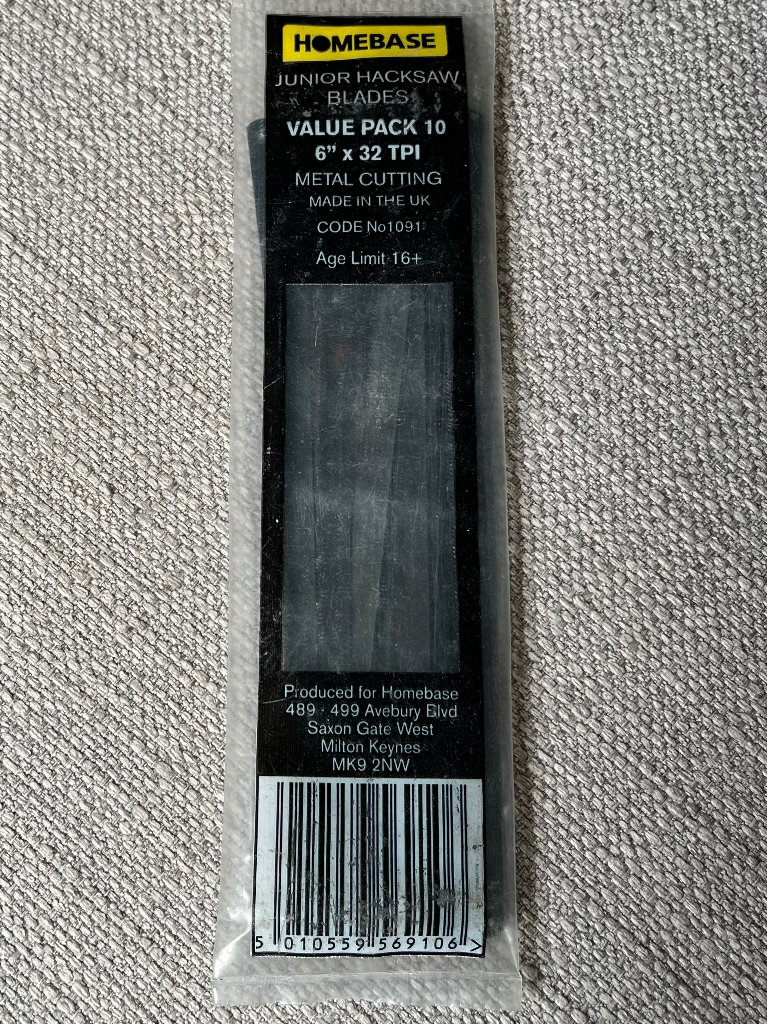 HOMEBASE
JUNIOR HACKSAW
BLADES
VALUE PACK 10
6" x 32 TPI
METAL CUTTING
MADE IN THE UK
CODE No1091
Age Limit 16+
Produced for Homebase
489 - 499 Avebury Blvd
Saxon Gate West
Milton Keynes
MK9 2NW
5 010559 569106 >